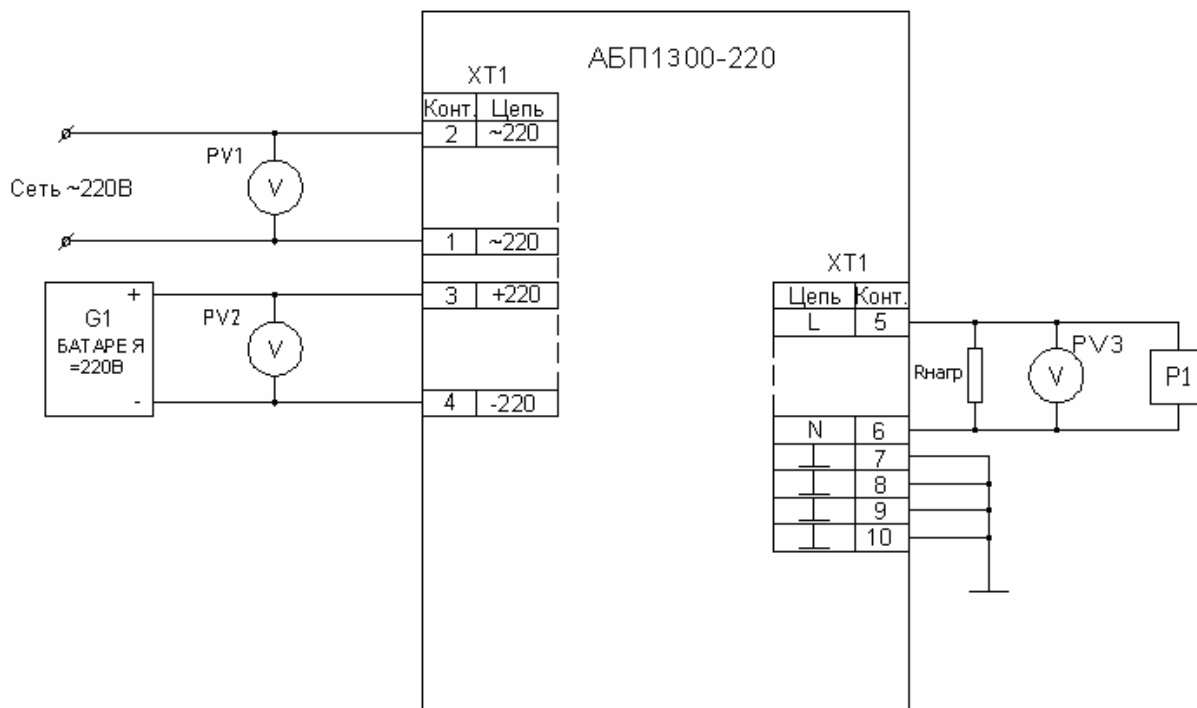 АБП1300-220
XT1
Конт. Цепь
2 ~220
PV1
V
Сеть ~220В
1 ~220
3 +220
+
G1
БАТАРЕЯ
=220В
-
PV2
V
4 -220
XT1
Цепь Конт.
L 5
Rнагр
V
PV3
P1
N 6
7
8
9
10